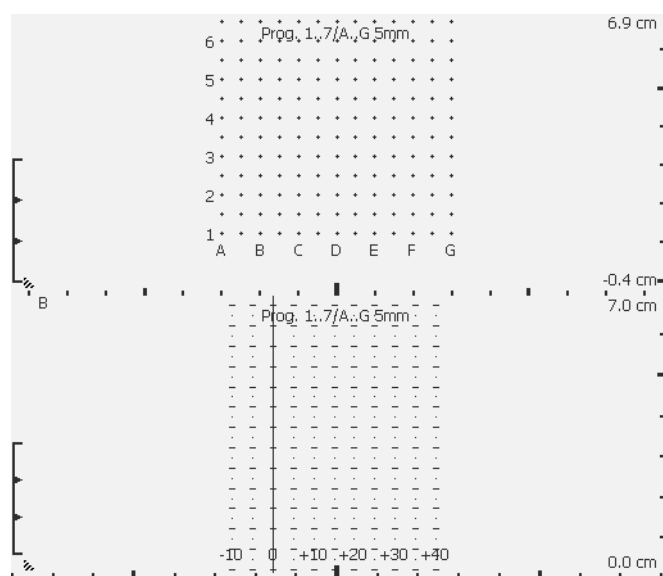 6.9 cm
Prog. 1..7/A..G 5mm
6
5
4
3
2
1
A B C D E F G
-0.4 cm
B
7.0 cm
Prog. 1..7/A..G 5mm
-10 0 +10 +20 +30 +40
0.0 cm